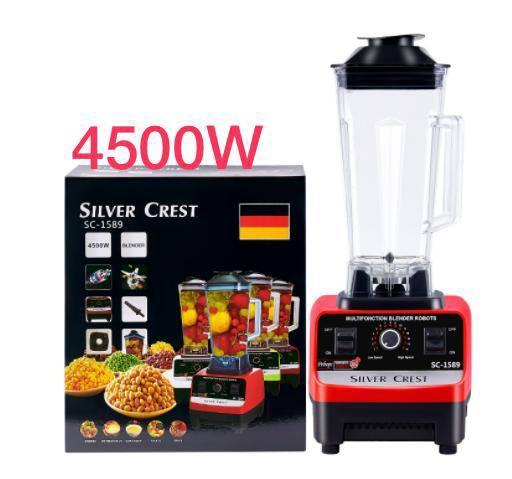 4500W
SILVER CREST
SC-1589
4500W
BLENDER
MULTIFONCTION BLENDER ROBOTS
OFF
OFF
ON
ON
Low Speed
High Speed
SC-1589
SILVER CREST